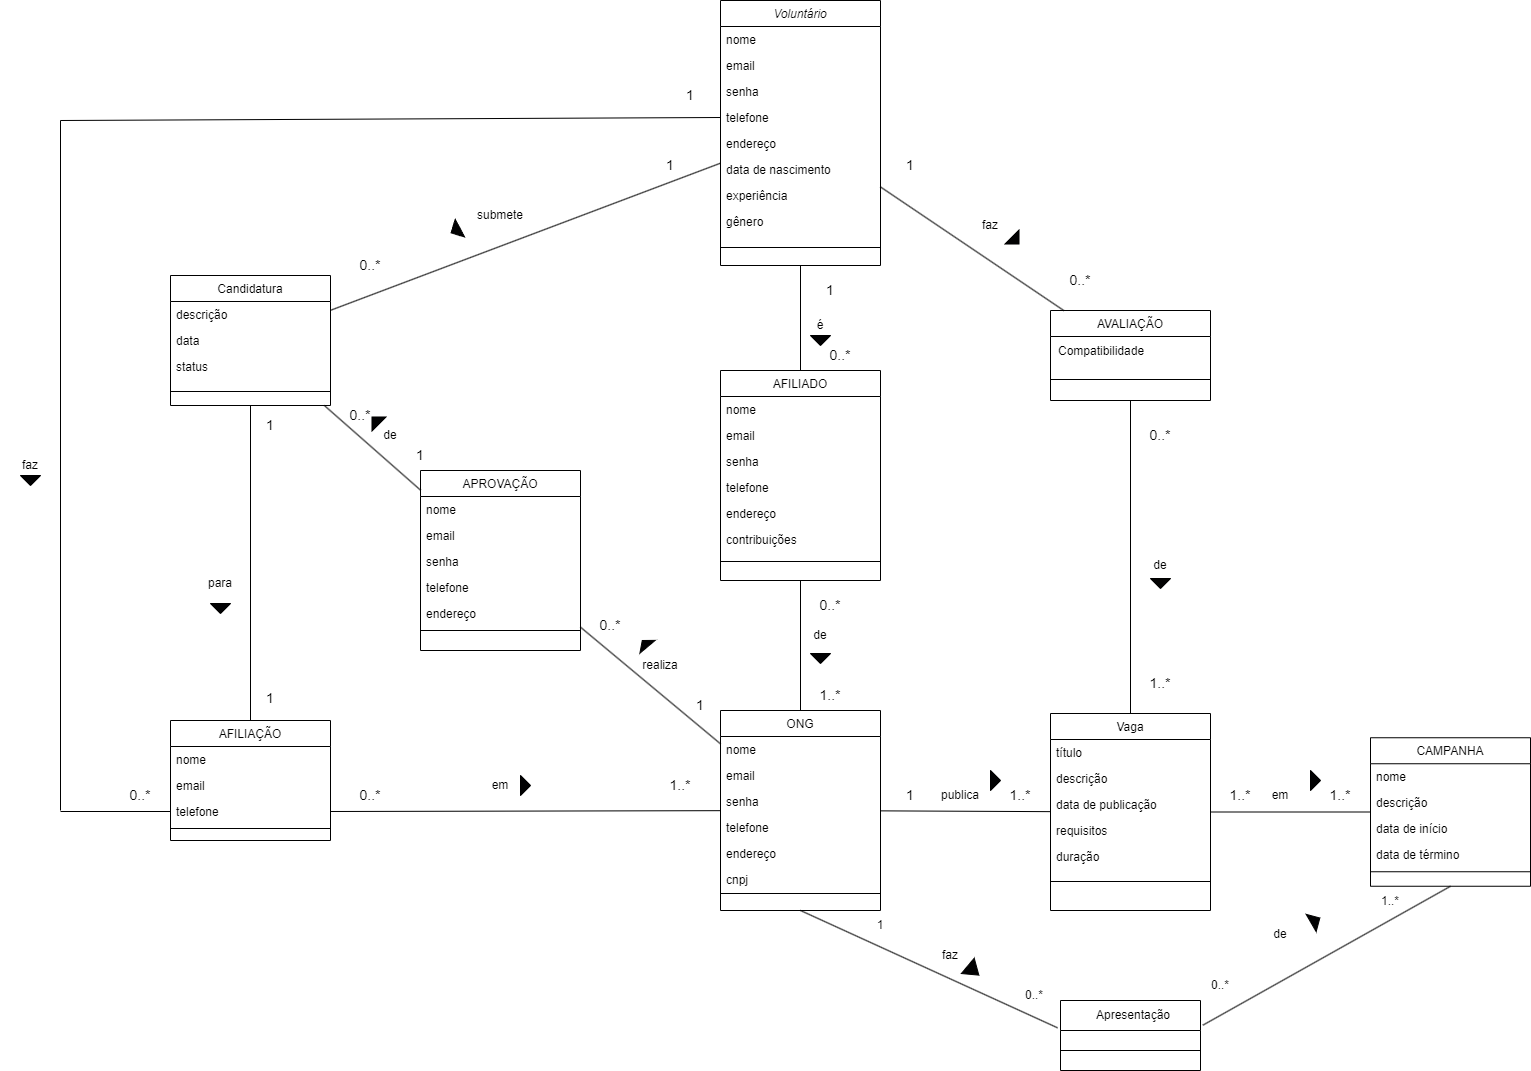 Voluntário
nome
email
senha
telefone
endereço
data de nascimento
experiência
gênero
1
1
submete
0..*
1
faz
0..*
1
é
0..*
Candidatura
descrição
data
status
AVALIAÇÃO
Compatibilidade
AFILIADO
nome
email
senha
telefone
endereço
contribuições
1
0..*
de
1
0..*
faz
APROVAÇÃO
nome
email
senha
telefone
endereço
para
de
0..*
realiza
1
0..*
de
1..*
1
1..*
AFILIAÇÃO
nome
email
telefone
0..*
0..*
em
1..*
ONG
nome
email
senha
telefone
endereço
cnpj
1
publica
1..*
Vaga
título
descrição
data de publicação
requisitos
duração
1..*
em
1..*
CAMPANHA
nome
descrição
data de início
data de término
1
faz
0..*
1..*
de
0..*
Apresentação